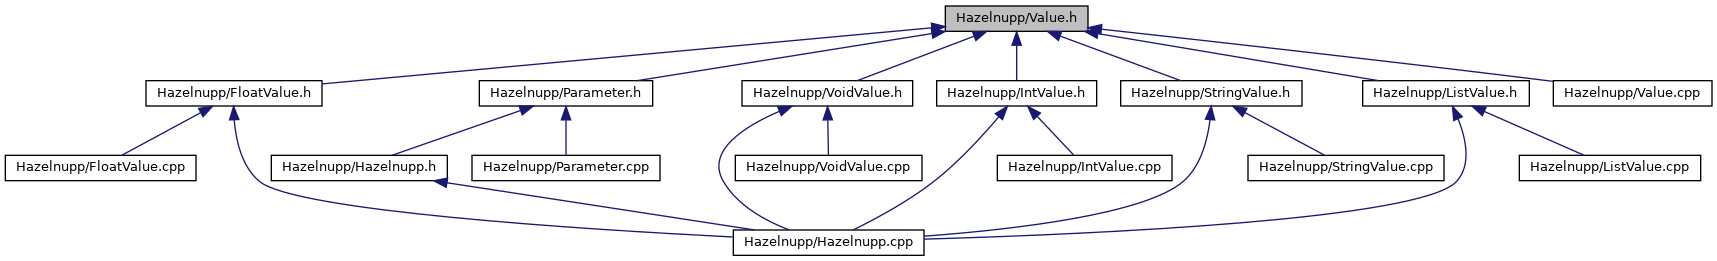 Hazelnupp/Value.h
Hazelnupp/FloatValue.h
Hazelnupp/Parameter.h
Hazelnupp/VoidValue.h
Hazelnupp/IntValue.h
Hazelnupp/StringValue.h
Hazelnupp/ListValue.h
Hazelnupp/Value.cpp
Hazelnupp/FloatValue.cpp
Hazelnupp/Hazelnupp.h
Hazelnupp/Parameter.cpp
Hazelnupp/VoidValue.cpp
Hazelnupp/IntValue.cpp
Hazelnupp/StringValue.cpp
Hazelnupp/ListValue.cpp
Hazelnupp/Hazelnupp.cpp